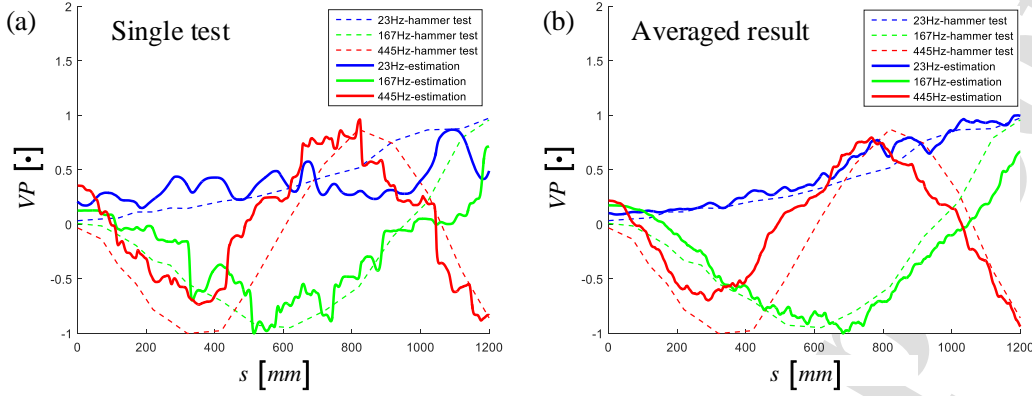 (a)
Single test
23Hz-hammer test
167Hz-hammer test
445Hz-hammer test
23Hz-estimation
167Hz-estimation
445Hz-estimation
2
1.5
1
0.5
0
-0.5
-1
VP [•]
0 200 400 600 800 1000 1200
s [mm]
(b)
Averaged result
23Hz-hammer test
167Hz-hammer test
445Hz-hammer test
23Hz-estimation
167Hz-estimation
445Hz-estimation
2
1.5
1
0.5
0
-0.5
-1
VP [•]
0 200 400 600 800 1000 1200
s [mm]